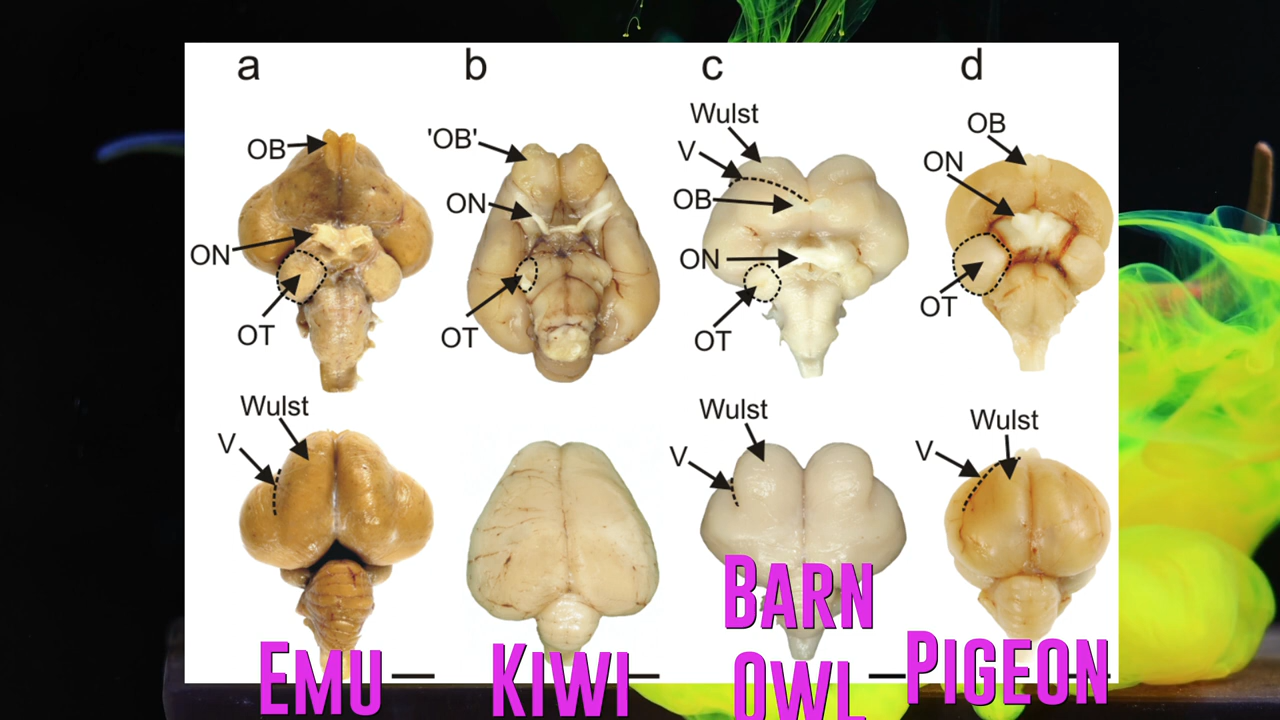 a
b
c
d
OB
ON
OT
'OB'
ON
OT
Wulst
V
OB
ON
OT
OB
ON
OT
Wulst
V
Wulst
V
Wulst
V
EMU
KIWI
BARN
OWL
PIGEON